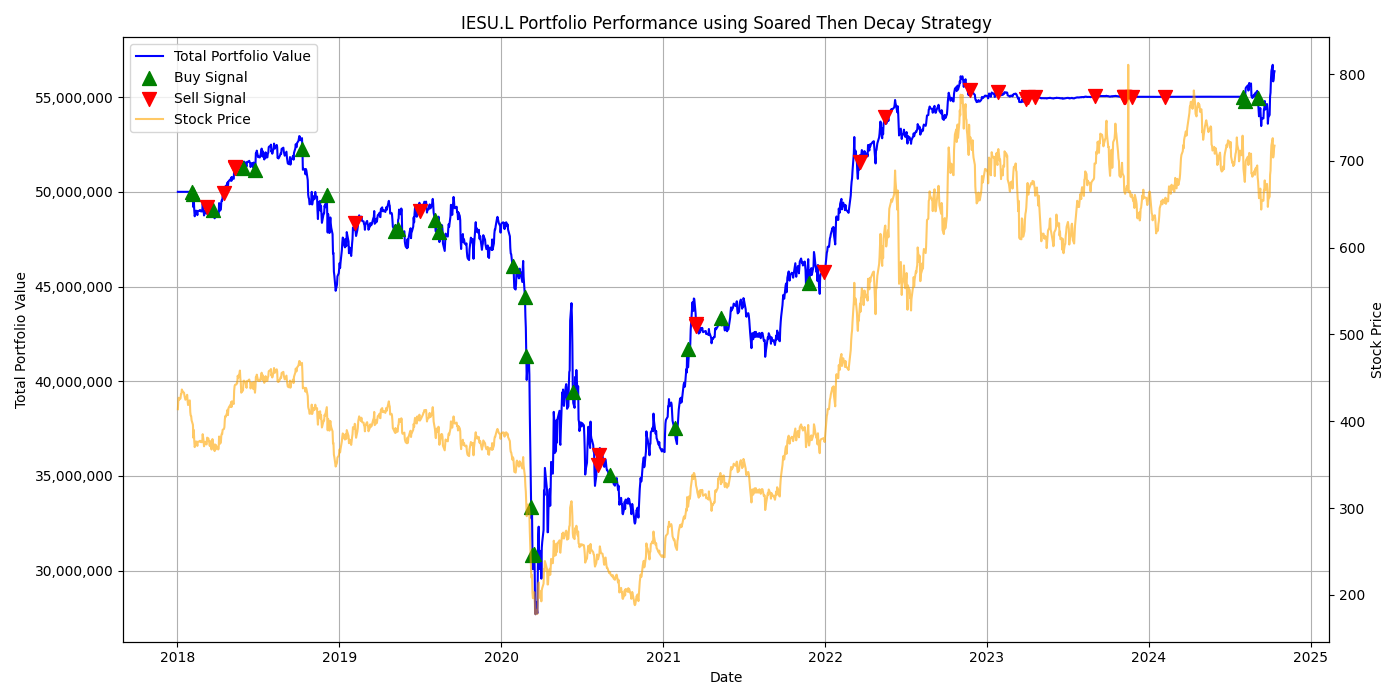 IESU.L Portfolio Performance using Soared Then Decay Strategy
Total Portfolio Value
Buy Signal
Sell Signal
Stock Price
55,000,000
50,000,000
45,000,000
40,000,000
35,000,000
30,000,000
Total Portfolio Value
800
700
600
500
400
300
200
Stock Price
2018 2019 2020 2021 2022 2023 2024 2025
Date